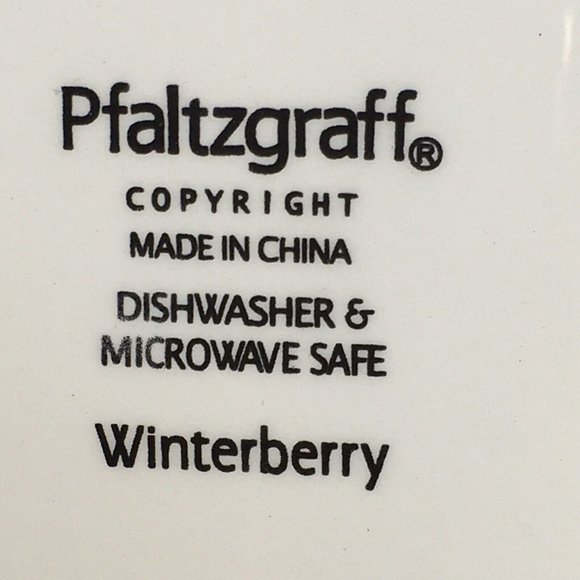 Pfaltzgraff®
COPYRIGHT
MADE IN CHINA
DISHWASHER &
MICROWAVE SAFE
Winterberry